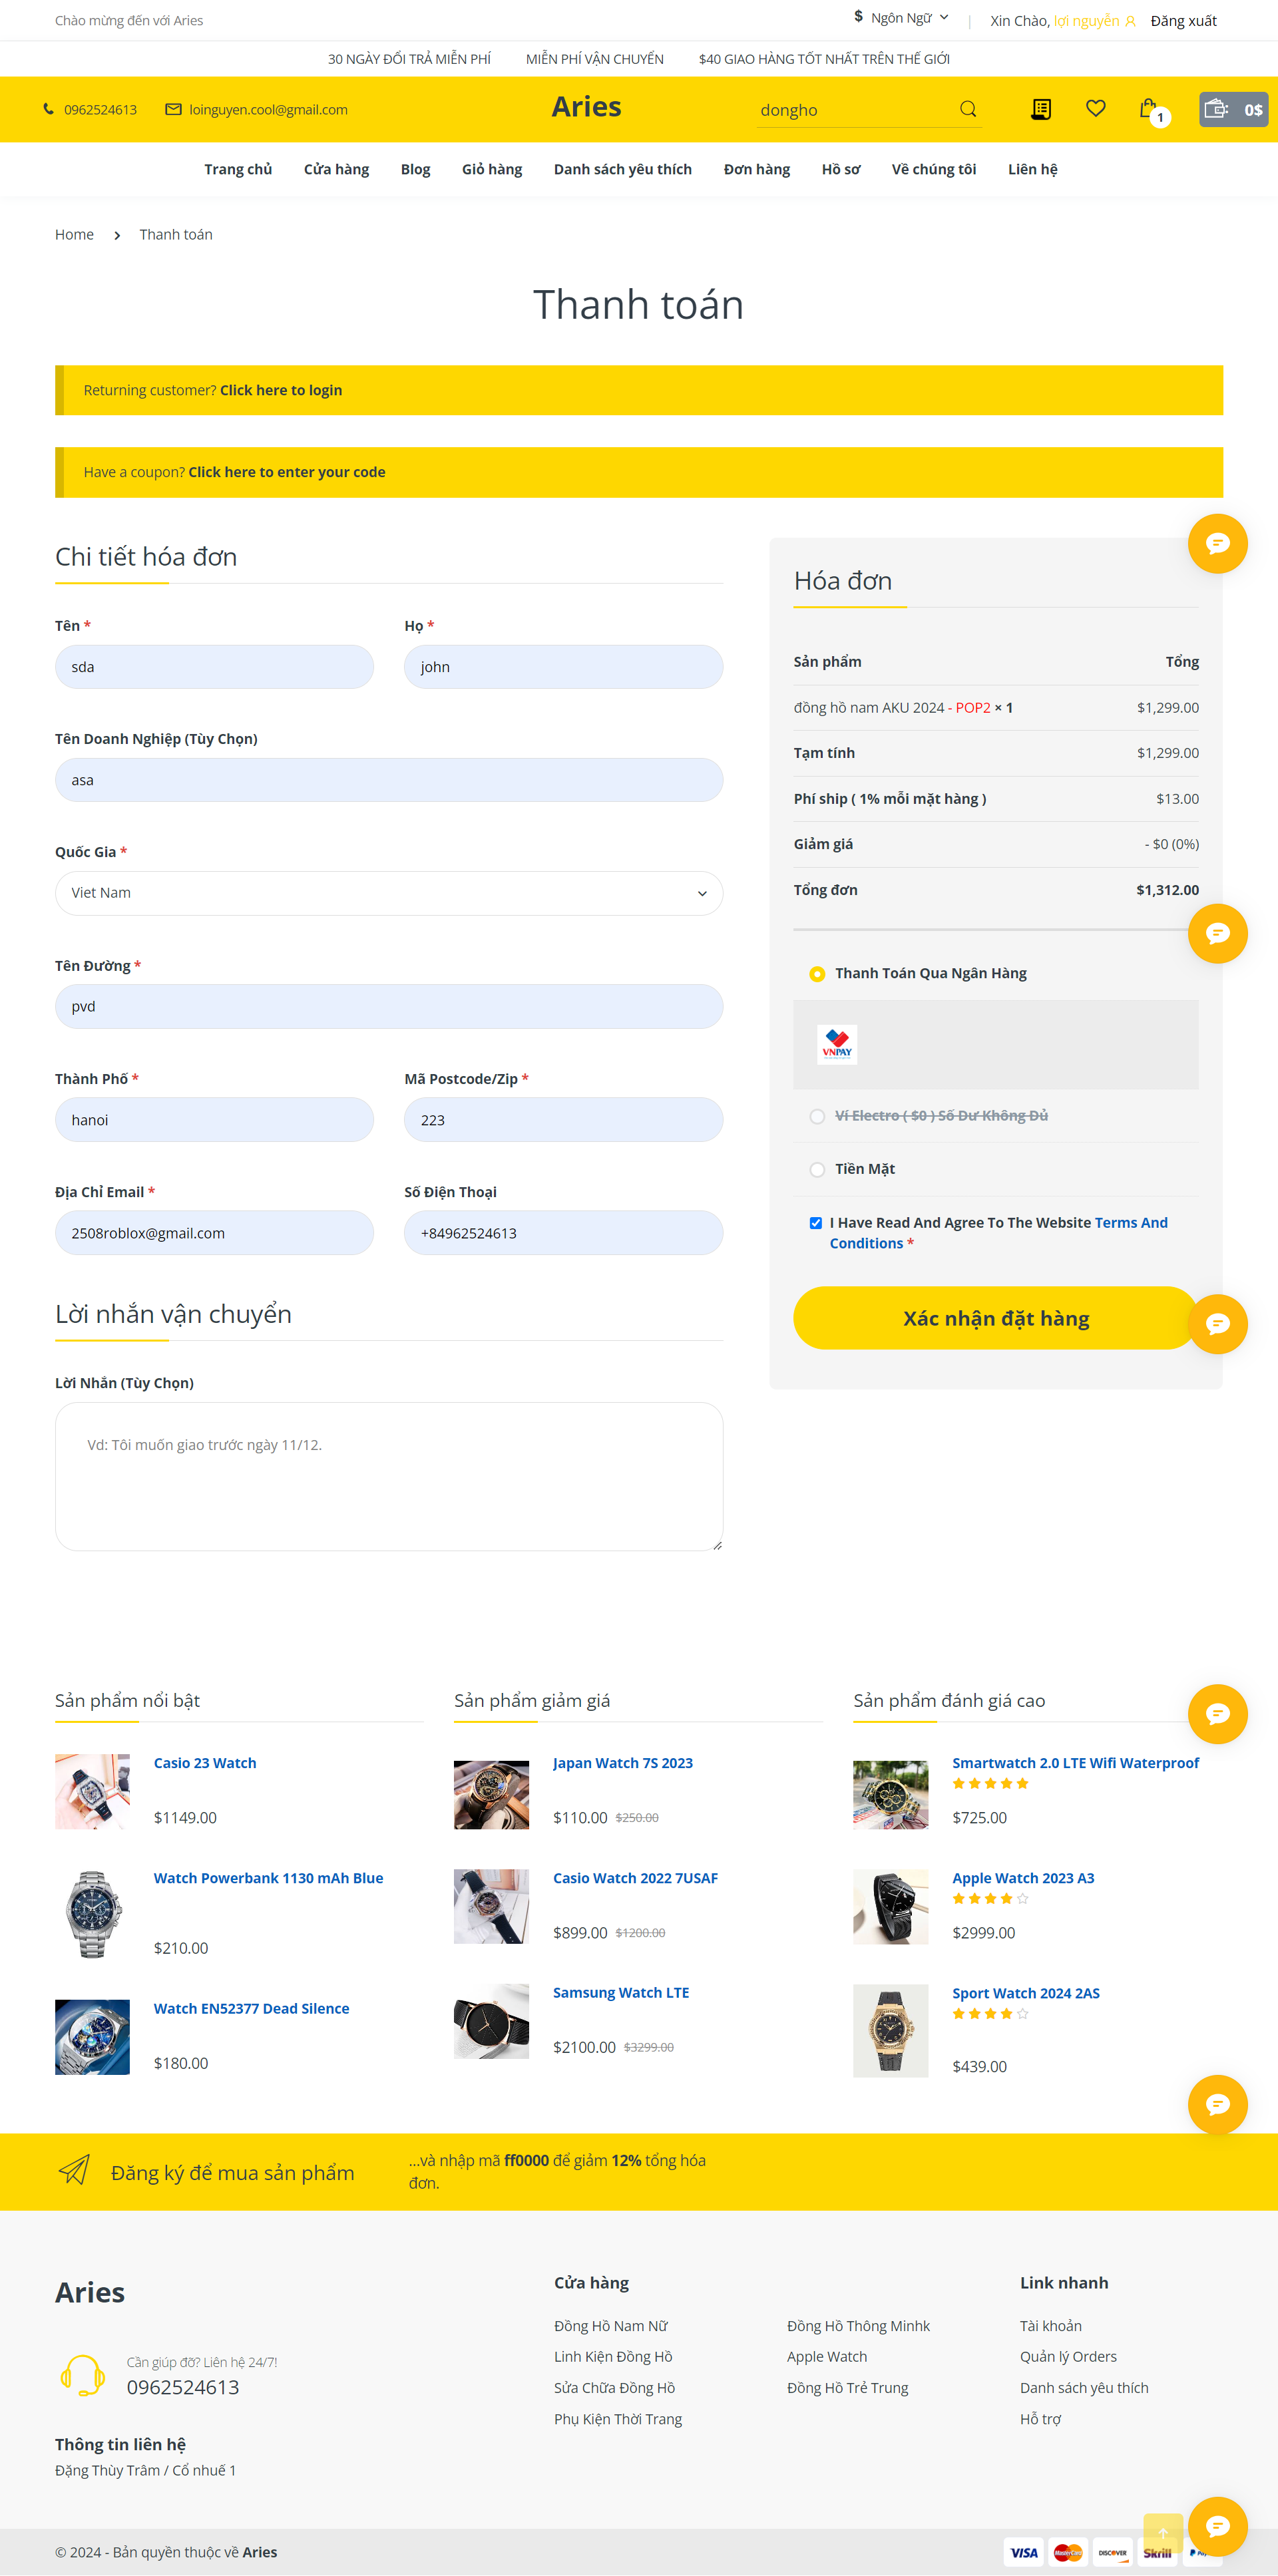 Chào mừng đến với Aries
$ Ngôn Ngữ
Xin Chào, lợi nguyễn
Đăng xuất
30 NGÀY ĐỔI TRẢ MIỄN PHÍ
MIỄN PHÍ VẬN CHUYỂN
$40 GIAO HÀNG TỐT NHẤT TRÊN THẾ GIỚI
0962524613
loinguyen.cool@gmail.com
Aries
dongho
1
0$
Trang chủ
Cửa hàng
Blog
Giỏ hàng
Danh sách yêu thích
Đơn hàng
Hồ sơ
Về chúng tôi
Liên hệ
Home
Thanh toán
Thanh toán
Returning customer? Click here to login
Have a coupon? Click here to enter your code
Chi tiết hóa đơn
Tên *
Họ *
sda
john
Tên Doanh Nghiệp (Tùy Chọn)
asa
Quốc Gia *
Viet Nam
Tên Đường *
pvd
Thành Phố *
Mã Postcode/Zip *
hanoi
223
Địa Chỉ Email *
Số Điện Thoại
2508roblox@gmail.com
+84962524613
Lời nhắn vận chuyển
Lời Nhắn (Tùy Chọn)
Vd: Tôi muốn giao trước ngày 11/12.
Hóa đơn
Sản phẩm
Tổng
đồng hồ nam AKU 2024 - POP2 × 1
$1,299.00
Tạm tính
$1,299.00
Phí ship ( 1% mỗi mặt hàng )
$13.00
Giảm giá
- $0 (0%)
Tổng đơn
$1,312.00
Thanh Toán Qua Ngân Hàng
VNPAY
Ví Electro ( $0 ) Số Dư Không Đủ
Tiền Mặt
I Have Read And Agree To The Website Terms And
Conditions *
Xác nhận đặt hàng
Sản phẩm nổi bật
Casio 23 Watch
$1149.00
Watch Powerbank 1130 mAh Blue
$210.00
Watch EN52377 Dead Silence
$180.00
Sản phẩm giảm giá
Japan Watch 7S 2023
$110.00 $250.00
Casio Watch 2022 7USAF
$899.00 $1200.00
Samsung Watch LTE
$2100.00 $3299.00
Sản phẩm đánh giá cao
Smartwatch 2.0 LTE Wifi Waterproof
$725.00
Apple Watch 2023 A3
$2999.00
Sport Watch 2024 2AS
$439.00
Đăng ký để mua sản phẩm
...và nhập mã ff0000 để giảm 12% tổng hóa
đơn.
Aries
Cần giúp đỡ? Liên hệ 24/7!
0962524613
Thông tin liên hệ
Đặng Thùy Trâm / Cổ nhuế 1
Cửa hàng
Đồng Hồ Nam Nữ
Linh Kiện Đồng Hồ
Sửa Chữa Đồng Hồ
Phụ Kiện Thời Trang
Đồng Hồ Thông Minhk
Apple Watch
Đồng Hồ Trẻ Trung
Link nhanh
Tài khoản
Quản lý Orders
Danh sách yêu thích
Hỗ trợ
© 2024 - Bản quyền thuộc về Aries
VISA
MasterCard
DISCOVER
Skrill